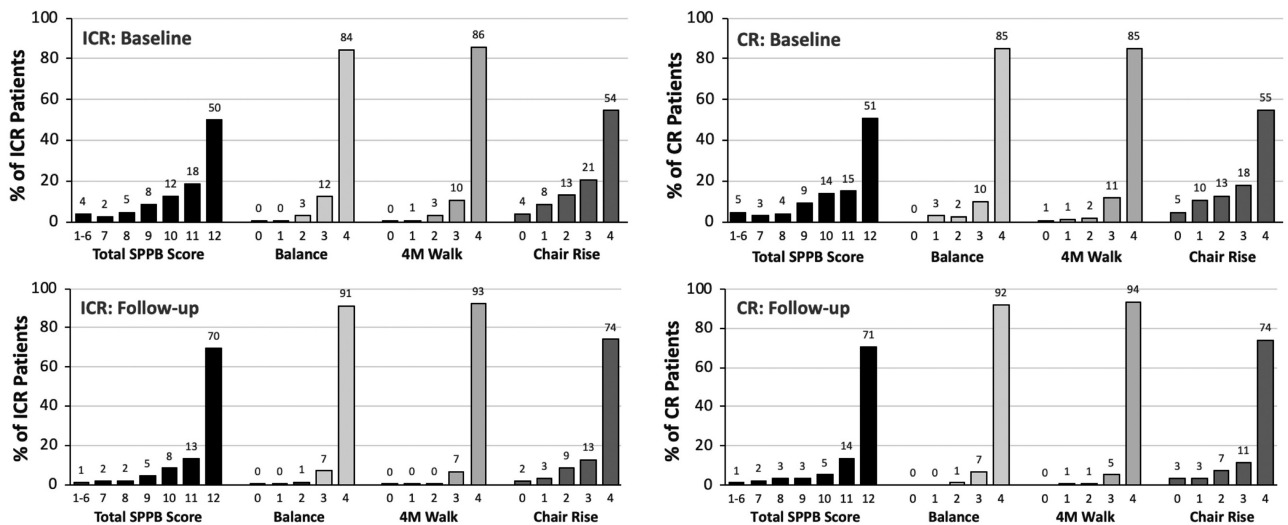 ICR: Baseline
% of ICR Patients
100
80
60
40
20
0
4 2 5 8 12 18 50
0 0 3 12 84
0 1 3 10 86
4 8 13 21 54
1-6 7 8 9 10 11 12
0 1 2 3 4
0 1 2 3 4
0 1 2 3 4
Total SPPB Score Balance 4M Walk Chair Rise
CR: Baseline
% of CR Patients
100
80
60
40
20
0
5 3 4 9 14 15 51
0 3 2 10 85
1 1 2 11 85
5 10 13 18 55
1-6 7 8 9 10 11 12
0 1 2 3 4
0 1 2 3 4
0 1 2 3 4
Total SPPB Score Balance 4M Walk Chair Rise
ICR: Follow-up
% of ICR Patients
100
80
60
40
20
0
1 2 2 5 8 13 70
0 0 1 7 91
0 0 0 7 93
2 3 9 13 74
1-6 7 8 9 10 11 12
0 1 2 3 4
0 1 2 3 4
0 1 2 3 4
Total SPPB Score Balance 4M Walk Chair Rise
CR: Follow-up
% of CR Patients
100
80
60
40
20
0
1 2 3 3 5 14 71
0 0 1 7 92
0 1 1 5 94
3 3 7 11 74
1-6 7 8 9 10 11 12
0 1 2 3 4
0 1 2 3 4
0 1 2 3 4
Total SPPB Score Balance 4M Walk Chair Rise